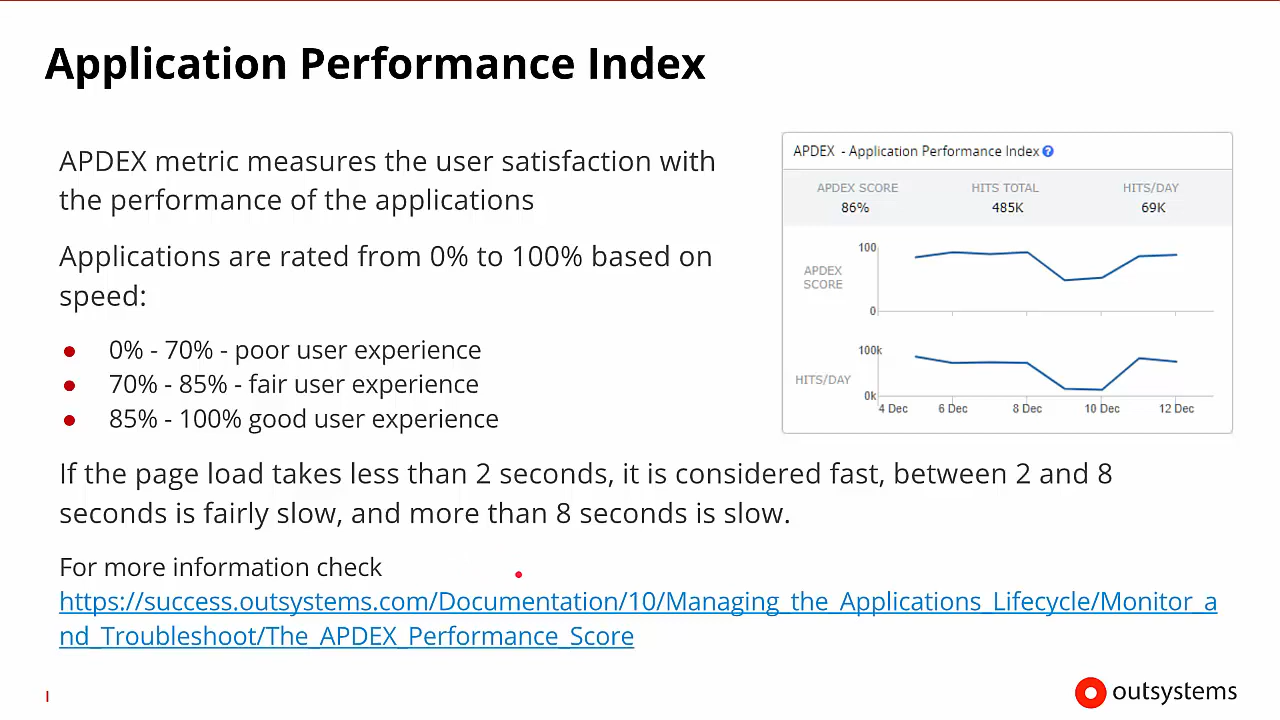 Application Performance Index
APDEX metric measures the user satisfaction with
the performance of the applications
Applications are rated from 0% to 100% based on
speed:
● 0% - 70% - poor user experience
● 70% - 85% - fair user experience
● 85% - 100% good user experience
APDEX - Application Performance Index ?
APDEX SCORE HITS TOTAL HITS/DAY
86% 485K 69K
100
APDEX
SCORE
0
100k
HITS/DAY
0k
4 Dec 6 Dec 8 Dec 10 Dec 12 Dec
If the page load takes less than 2 seconds, it is considered fast, between 2 and 8
seconds is fairly slow, and more than 8 seconds is slow.
For more information check
https://success.outsystems.com/Documentation/10/Managing_the_Applications_Lifecycle/Monitor_a
nd_Troubleshoot/The_APDEX_Performance_Score
outsystems